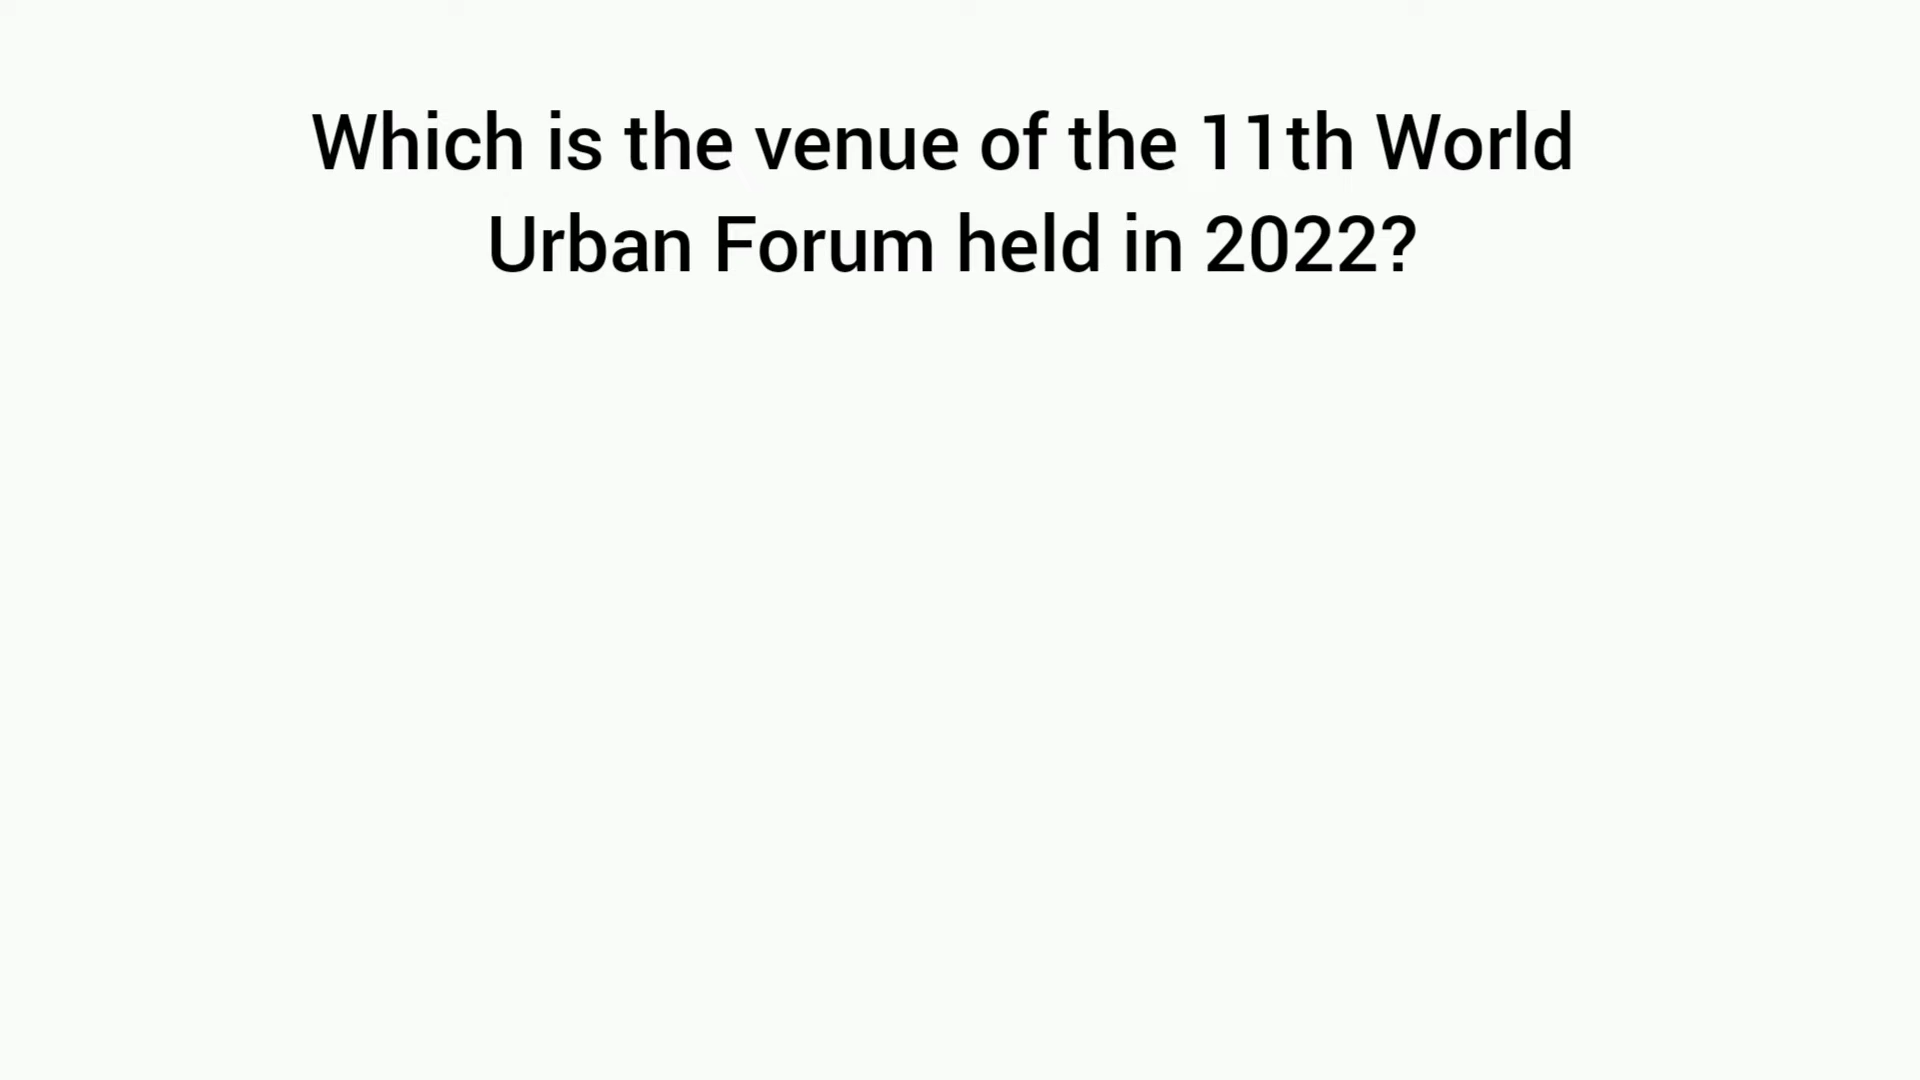 Which is the venue of the 11th World
Urban Forum held in 2022?